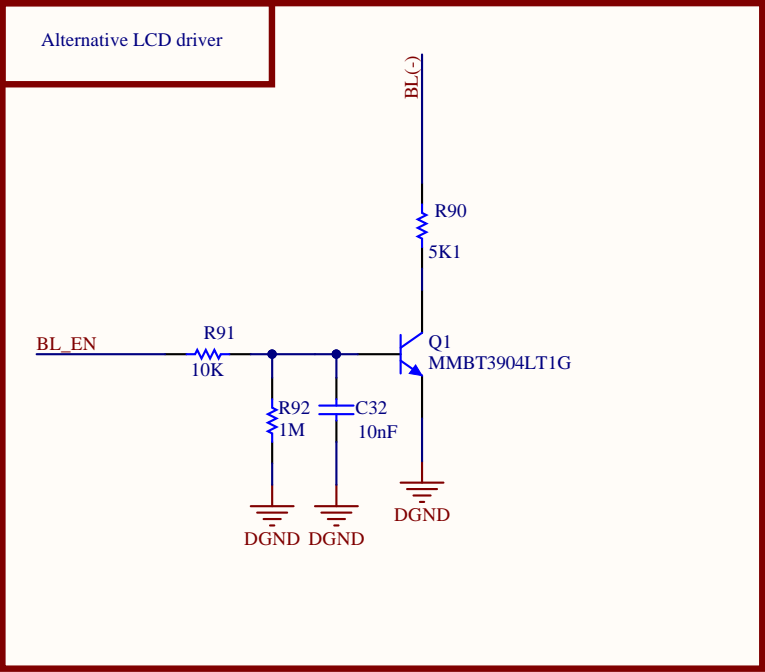 Alternative LCD driver
BL(-)
R90
5K1
R91
BL_EN
10K
Q1
MMBT3904LT1G
R92
1M
C32
10nF
DGND
DGND
DGND